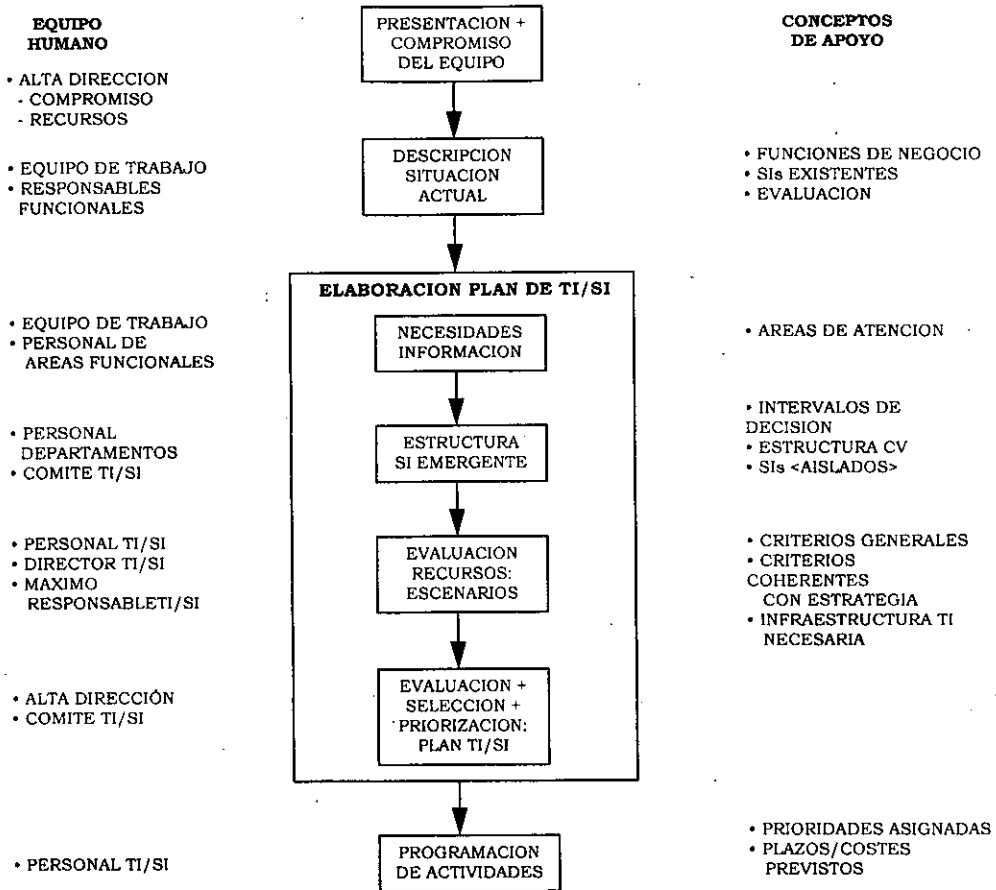 EQUIPO
HUMANO
• ALTA DIRECCION
- COMPROMISO
- RECURSOS
PRESENTACION +
COMPROMISO
DEL EQUIPO
CONCEPTOS
DE APOYO
• EQUIPO DE TRABAJO
• RESPONSABLES
FUNCIONALES
DESCRIPCION
SITUACION
ACTUAL
• FUNCIONES DE NEGOCIO
• SIs EXISTENTES
• EVALUACION
ELABORACION PLAN DE TI/SI
• EQUIPO DE TRABAJO
• PERSONAL DE
AREAS FUNCIONALES
NECESIDADES
INFORMACION
• AREAS DE ATENCION
• PERSONAL
DEPARTAMENTOS
• COMITE TI/SI
ESTRUCTURA
SI EMERGENTE
• INTERVALOS DE
DECISION
• ESTRUCTURA CV
• SIs <AISLADOS>
• PERSONAL TI/SI
• DIRECTOR TI/SI
• MAXIMO
RESPONSABLETI/SI
EVALUACION
RECURSOS:
ESCENARIOS
• CRITERIOS GENERALES
• CRITERIOS
COHERENTES
CON ESTRATEGIA
• INFRAESTRUCTURA TI
NECESARIA
• ALTA DIRECCIÓN
• COMITE TI/SI
EVALUACION +
SELECCION +
PRIORIZACION:
PLAN TI/SI
• PERSONAL TI/SI
PROGRAMACION
DE ACTIVIDADES
• PRIORIDADES ASIGNADAS
• PLAZOS/COSTES
PREVISTOS